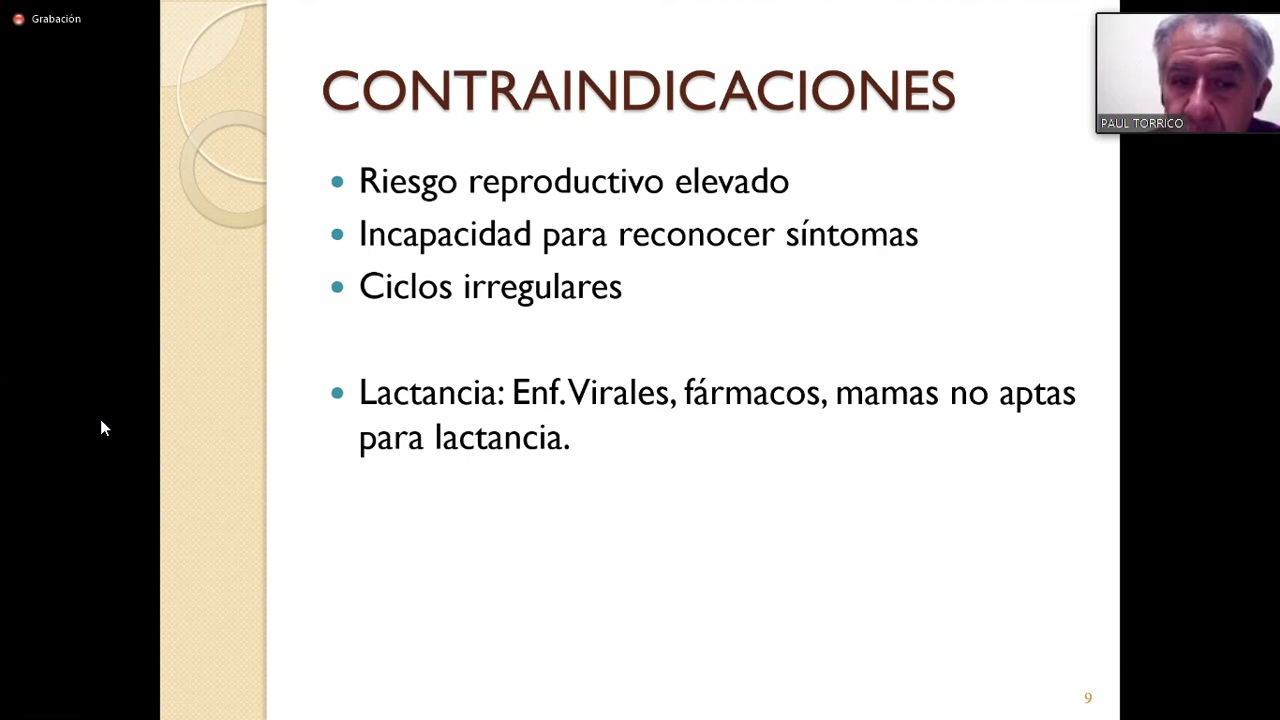 Grabación
CONTRAINDICACIONES
PAUL TORRICO
• Riesgo reproductivo elevado
• Incapacidad para reconocer síntomas
• Ciclos irregulares
• Lactancia: Enf. Virales, fármacos, mamas no aptas
para lactancia.
9